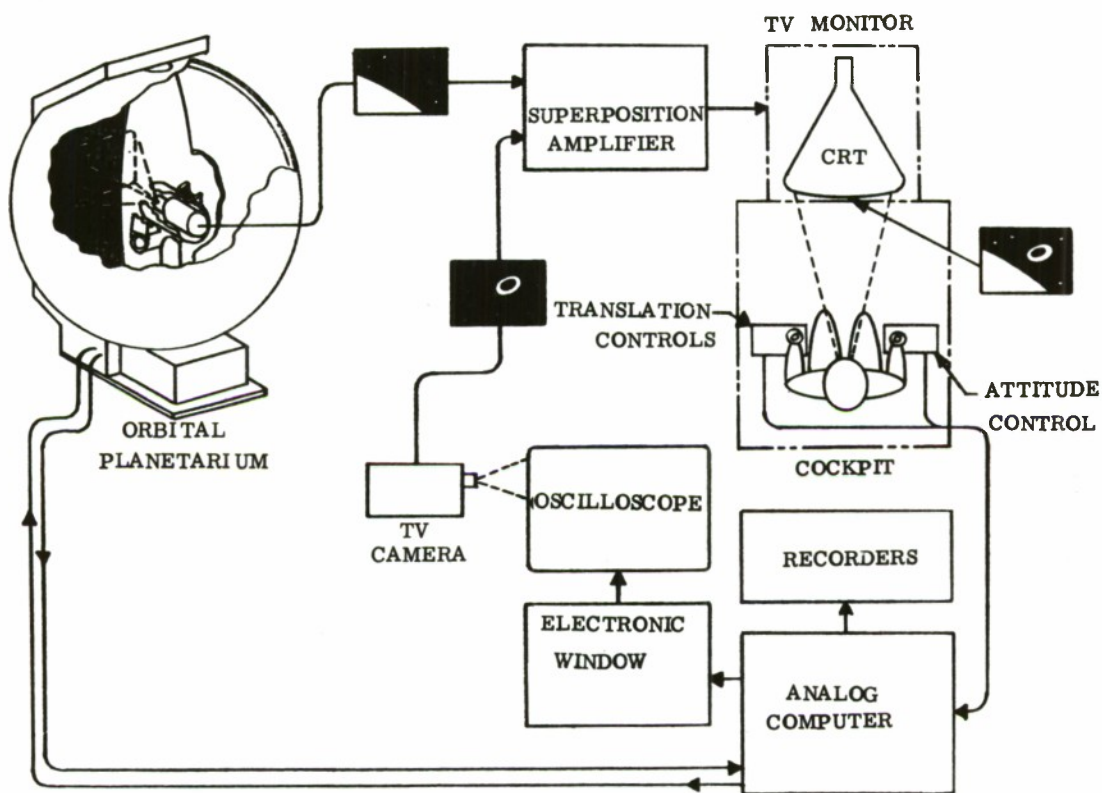 TV MONITOR
SUPERPOSITION
AMPLIFIER
CRT
TRANSLATION
CONTROLS
ATTITUDE
CONTROL
ORBITAL
PLANETARIUM
COCKPIT
TV
CAMERA
OSCILLOSCOPE
RECORDERS
ELECTRONIC
WINDOW
ANALOG
COMPUTER